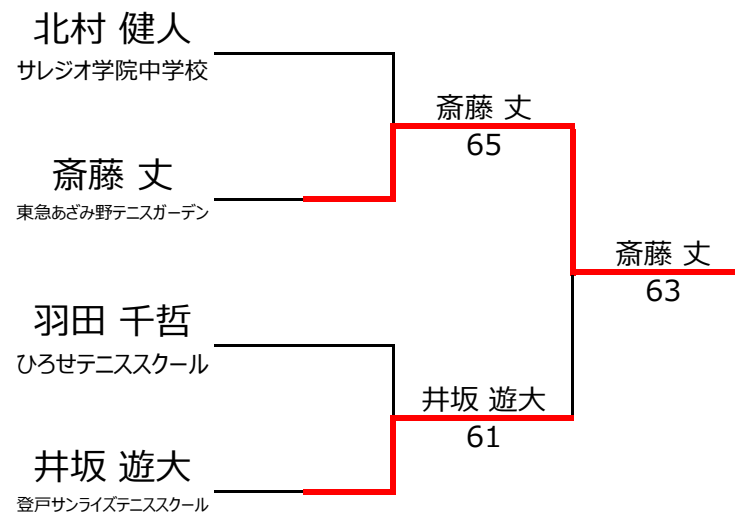 北村 健人
サレジオ学院中学校
斎藤 丈
65
斎藤 丈
東急あざみ野テニスガーデン
斎藤 丈
63
羽田 千哲
ひろせテニススクール
井坂 遊大
61
井坂 遊大
登戸サンライズテニススクール